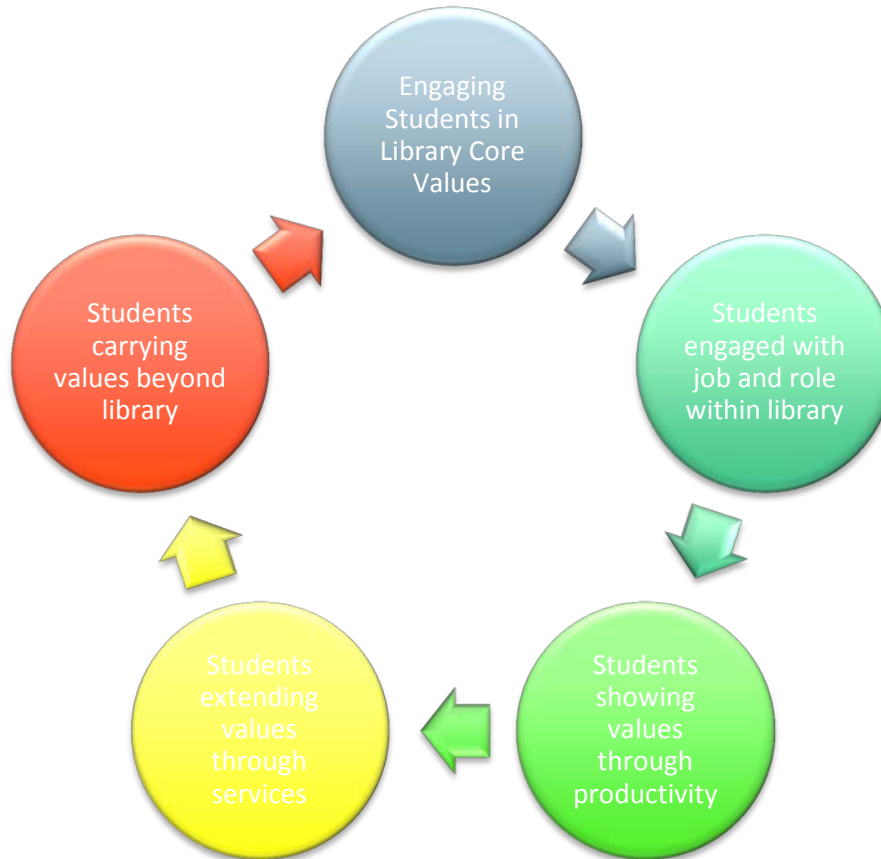 Engaging
Students in
Library Core
Values
Students
engaged with
job and role
within library
Students
showing
values
through
productivity
Students
extending
values
through
services
Students
carrying
values beyond
library